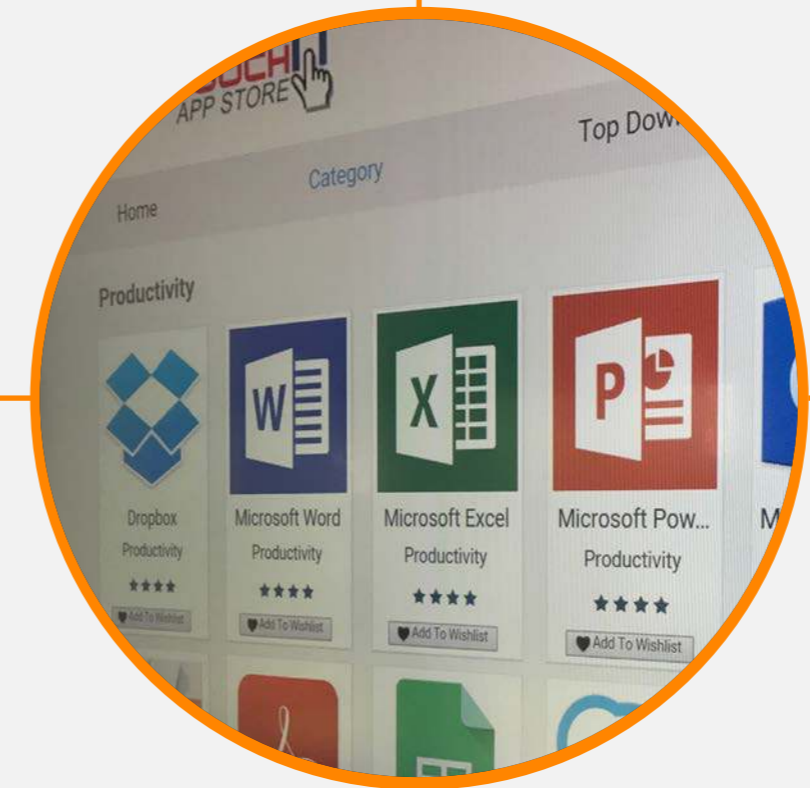 APP STORE
Home
Category
Top
Productivity
W
X
P
Dropbox
Microsoft Word
Microsoft Excel
Microsoft Pow...
Productivity
Productivity
Productivity
Productivity
Add To Wishlist
Add To Wishlist
Add To Wishlist
Add To Wishlist